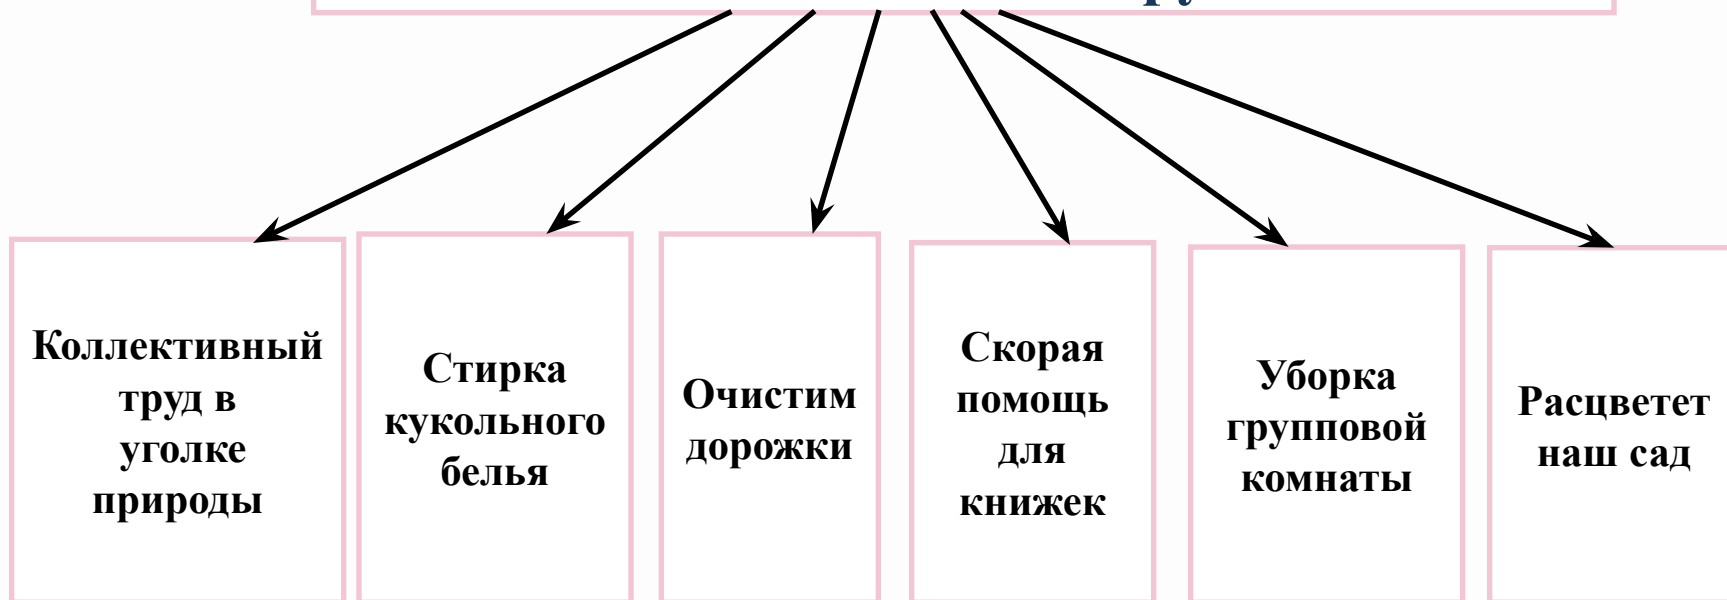 Коллективный
труд в
уголке
природы
Стирка
кукольного
белья
Очистим
дорожки
Скорая
помощь
для
книжек
Уборка
групповой
комнаты
Расцветет
наш сад